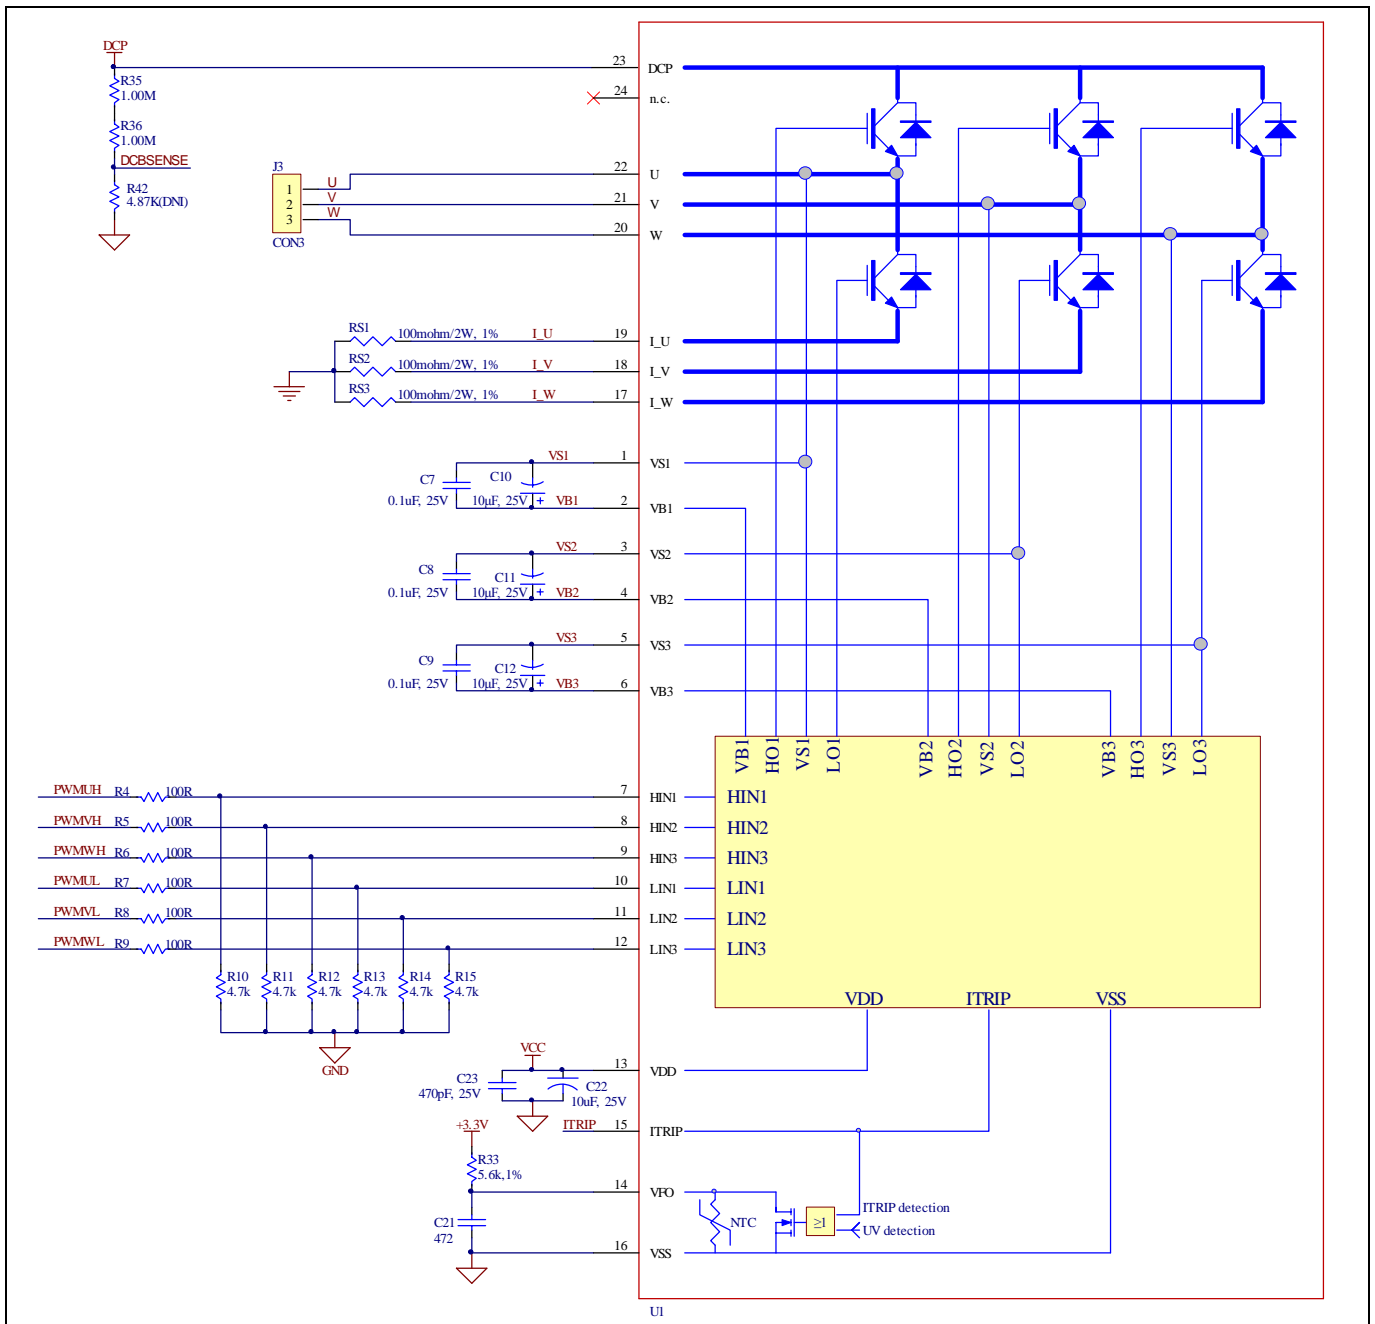 DCP
R35
1.00M
R36
1.00M
DCBSENSE
R42
4.87K(DNI)
J3
1 U
2 V
3 W
CON3
23 DCP
24 n.c.
22 U
21 V
20 W
RS1 100mohm/2W, 1% I_U 19 I_U
RS2 100mohm/2W, 1% I_V 18 I_V
RS3 100mohm/2W, 1% I_W 17 I_W
VS1 1 VS1
C7 C10
0.1uF, 25V 10µF, 25V + VB1 2 VB1
VS2 3 VS2
C8 C11
0.1uF, 25V 10µF, 25V + VB2 4 VB2
VS3 5 VS3
C9 C12
0.1uF, 25V 10µF, 25V + VB3 6 VB3
VB1 HO1 VS1 LO1 VB2 HO2 VS2 LO2 VB3 HO3 VS3 LO3
PWMUH R4 100R 7 HIN1 HIN1
PWMVH R5 100R 8 HIN2 HIN2
PWMWH R6 100R 9 HIN3 HIN3
PWMUL R7 100R 10 LIN1 LIN1
PWMVL R8 100R 11 LIN2 LIN2
PWMWL R9 100R 12 LIN3 LIN3
R10 R11 R12 R13 R14 R15
4.7k 4.7k 4.7k 4.7k 4.7k 4.7k
VDD ITRIP VSS
GND
VCC
13 VDD
C23 C22
470pF, 25V 10uF, 25V
+3.3V
ITRIP 15 ITRIP
R33
5.6k,1%
14 VFO
C21
472
NTC
≥1
ITRIP detection
UV detection
16 VSS
U1